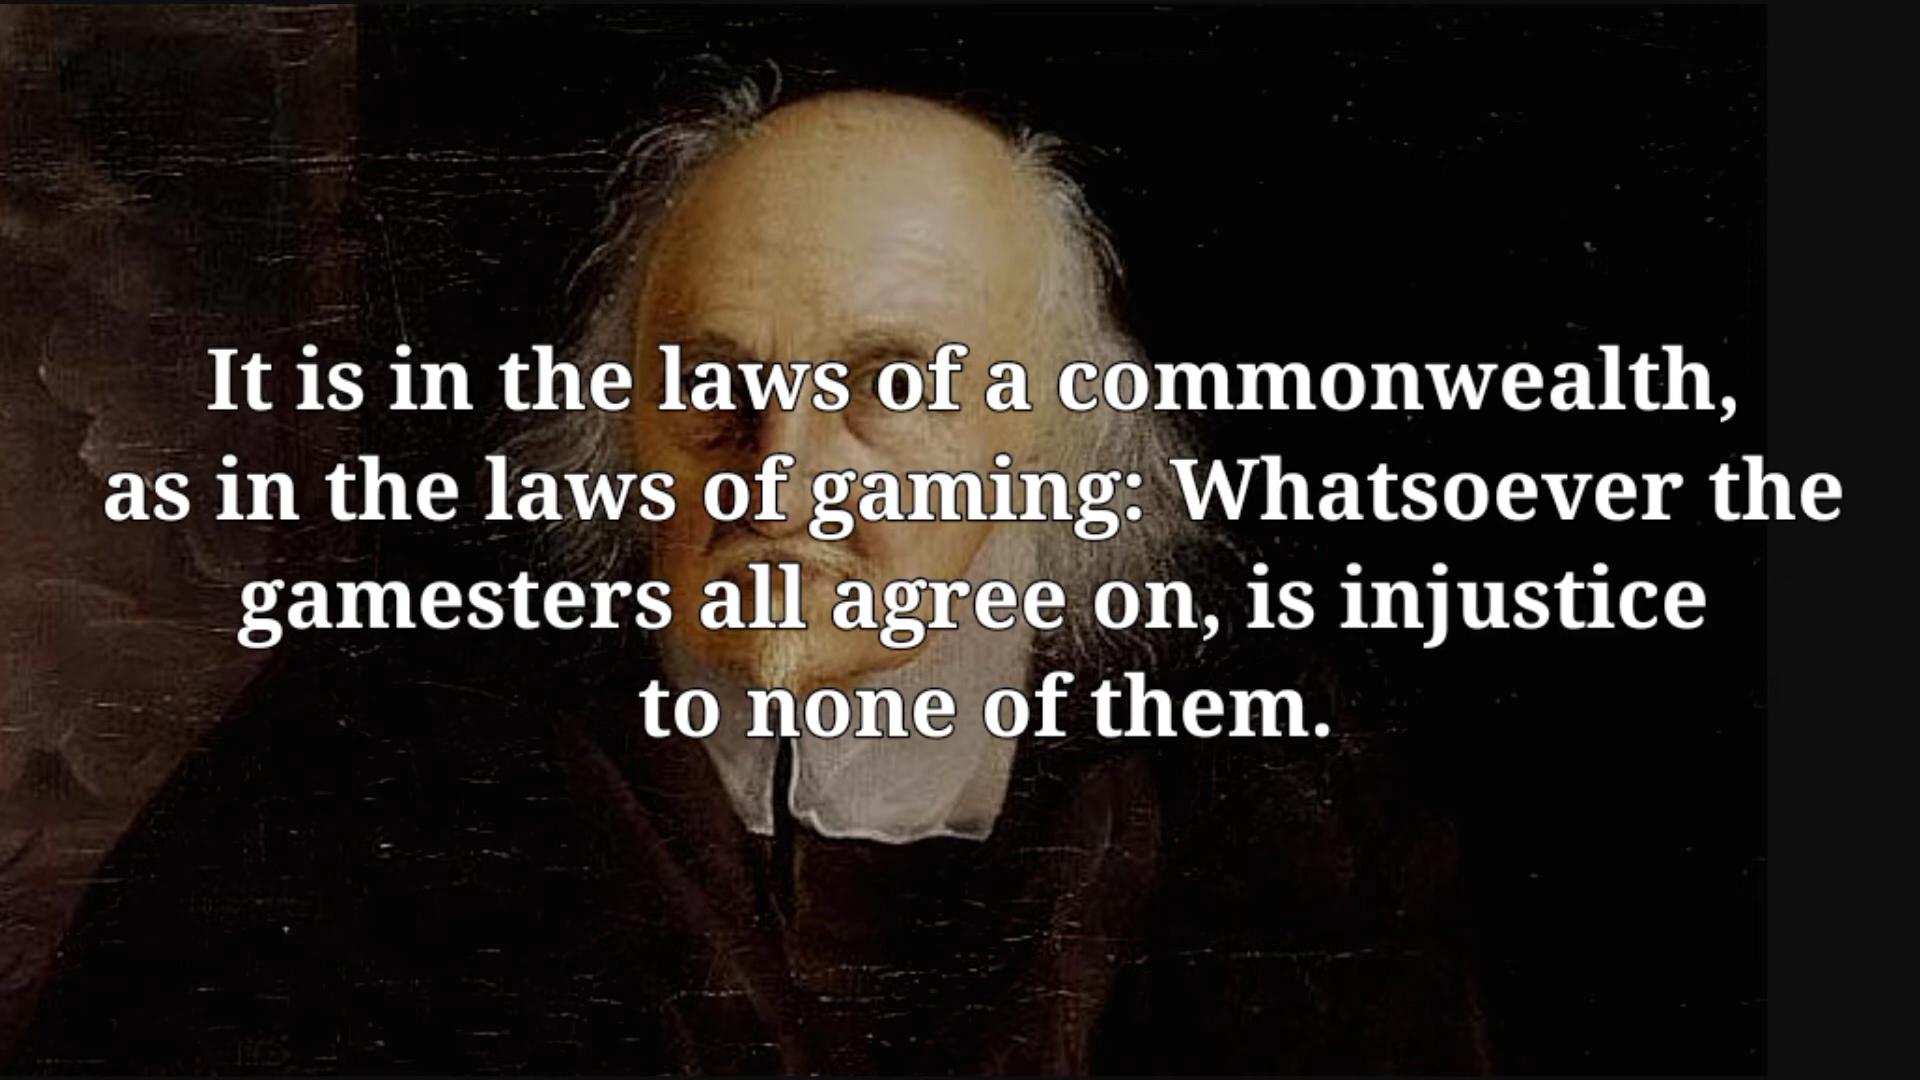 It is in the laws of a commonwealth,
as in the laws of gaming: Whatsoever the
gamesters all agree on, is injustice
to none of them.